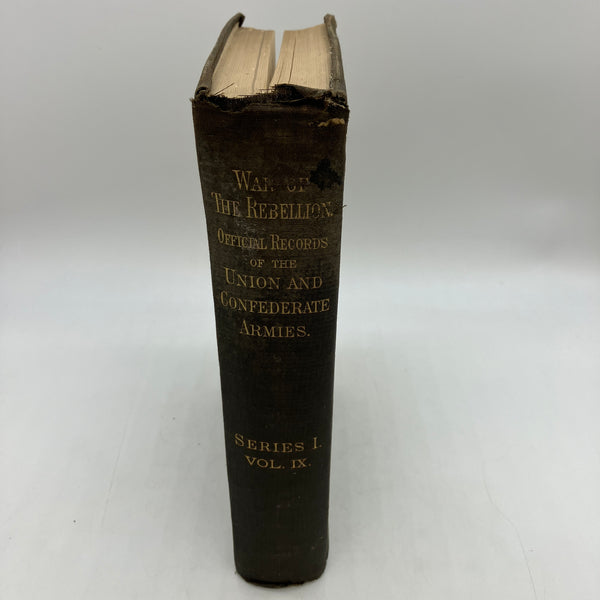 WAR OF
THE REBELLION.
OFFICIAL RECORDS
OF THE
UNION AND
CONFEDERATE
ARMIES.
SERIES I.
VOL. IX.